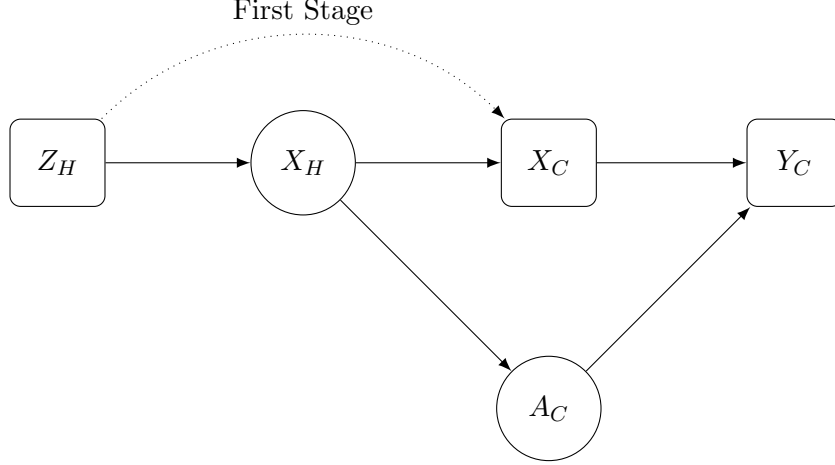 First Stage
Z_H
X_H
X_C
Y_C
A_C